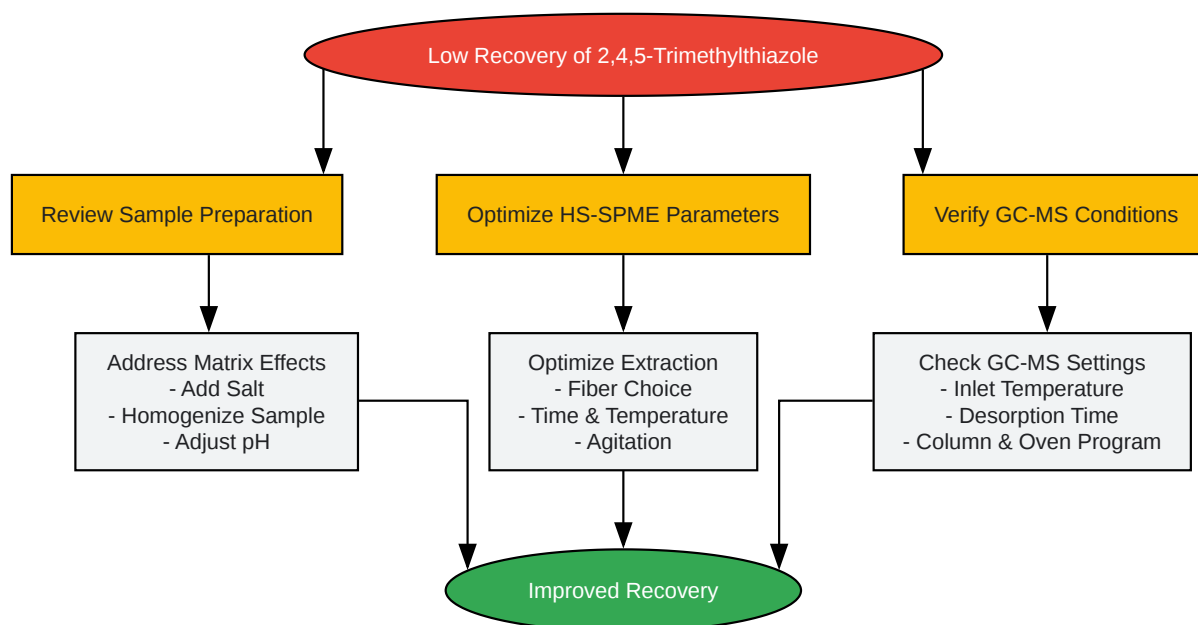 Low Recovery of 2,4,5-Trimethylthiazole
Review Sample Preparation
Optimize HS-SPME Parameters
Verify GC-MS Conditions
Address Matrix Effects
- Add Salt
- Homogenize Sample
- Adjust pH
Optimize Extraction
- Fiber Choice
- Time & Temperature
- Agitation
Check GC-MS Settings
- Inlet Temperature
- Desorption Time
- Column & Oven Program
Improved Recovery